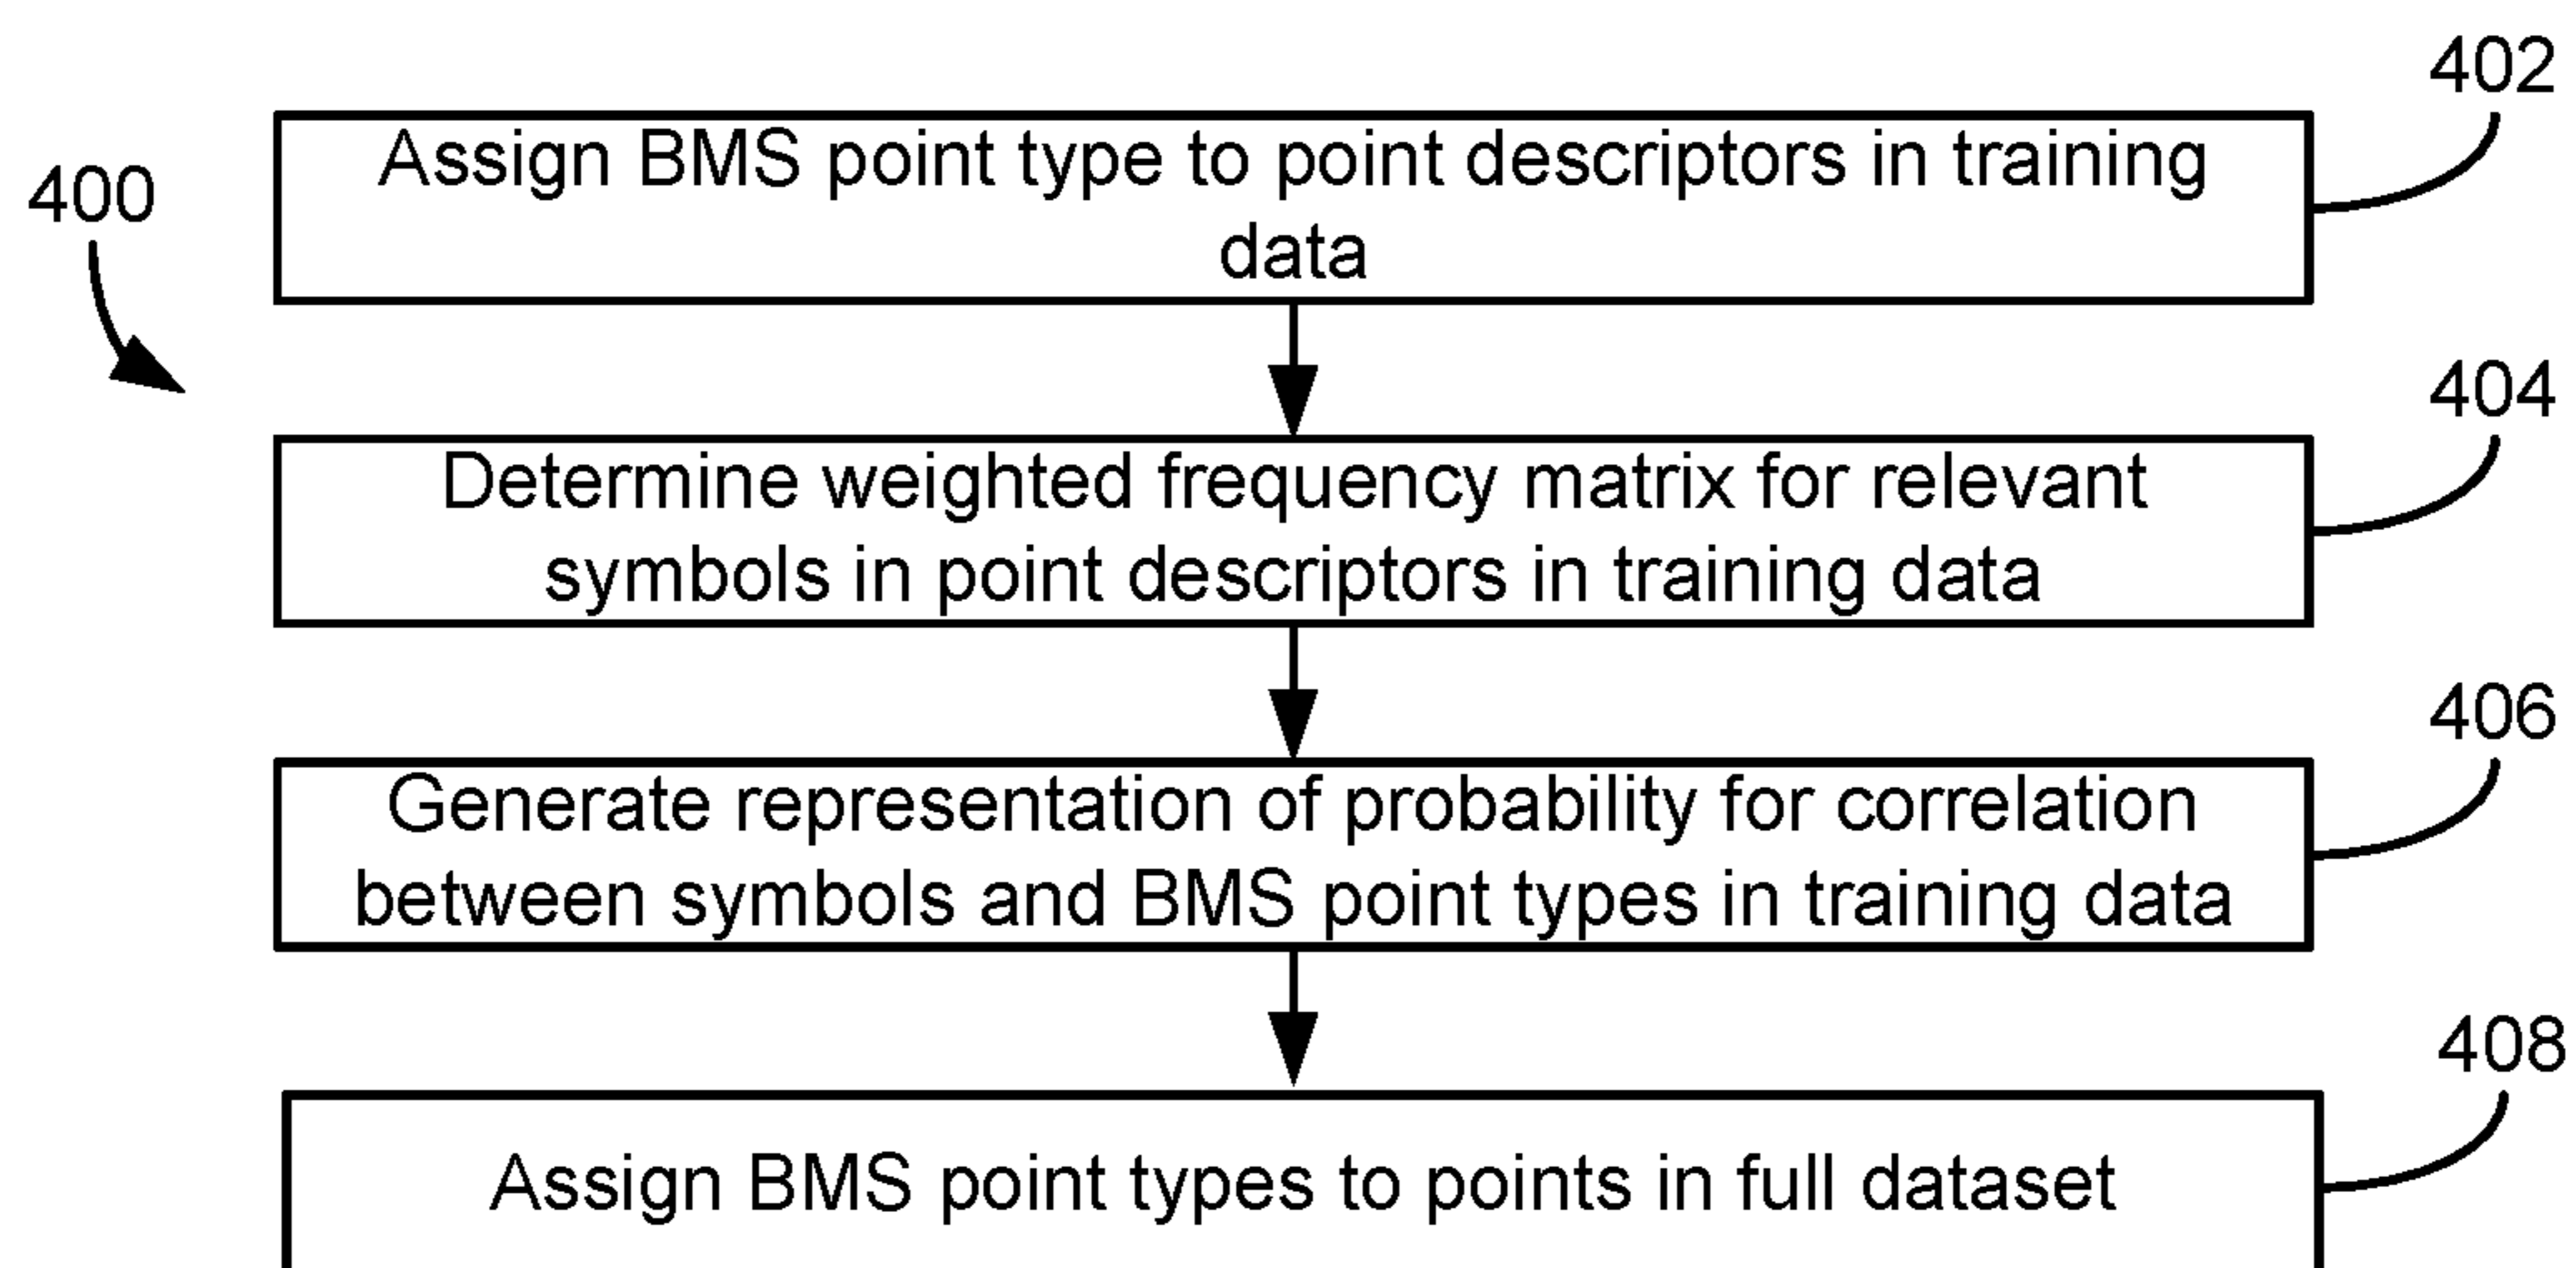 402
Assign BMS point type to point descriptors in training
data
400
404
Determine weighted frequency matrix for relevant
symbols in point descriptors in training data
406
Generate representation of probability for correlation
between symbols and BMS point types in training data
408
Assign BMS point types to points in full dataset